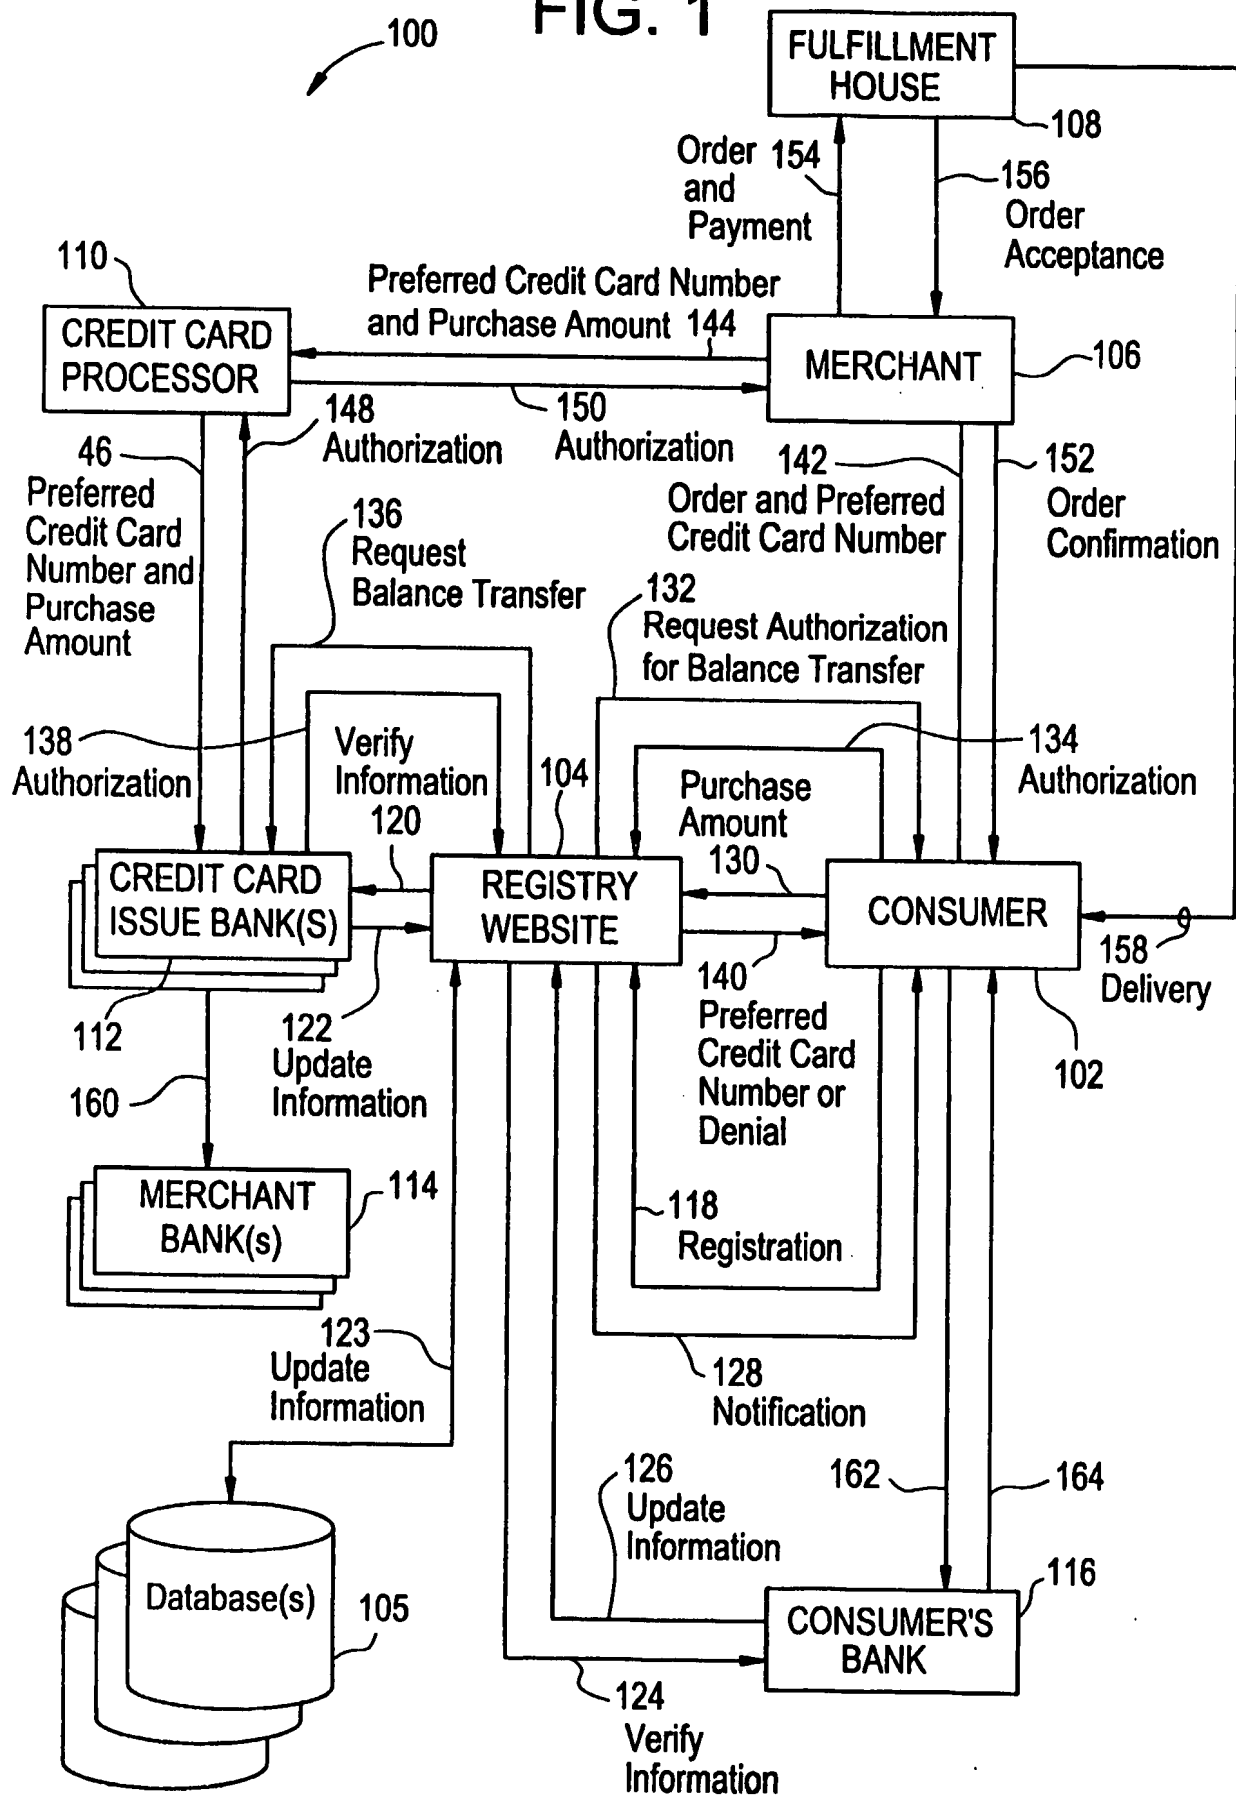 FIG. 1
100
FULFILLMENT
HOUSE
108
Order
and
Payment
154
156
Order
Acceptance
110
CREDIT CARD
PROCESSOR
Preferred Credit Card Number
and Purchase Amount 144
MERCHANT
106
148
Authorization
150
Authorization
46
Preferred
Credit Card
Number and
Purchase
Amount
142
Order and Preferred
Credit Card Number
152
Order
Confirmation
136
Request
Balance Transfer
132
Request Authorization
for Balance Transfer
138
Authorization
Verify
Information
120
104
134
Authorization
Purchase
Amount
130
CREDIT CARD
ISSUE BANK(S)
REGISTRY
WEBSITE
CONSUMER
112
122
Update
Information
140
Preferred
Credit Card
Number or
Denial
158
Delivery
102
160
MERCHANT
BANK(s)
114
118
Registration
123
Update
Information
128
Notification
126
Update
Information
162
164
Database(s)
105
CONSUMER'S
BANK
116
124
Verify
Information